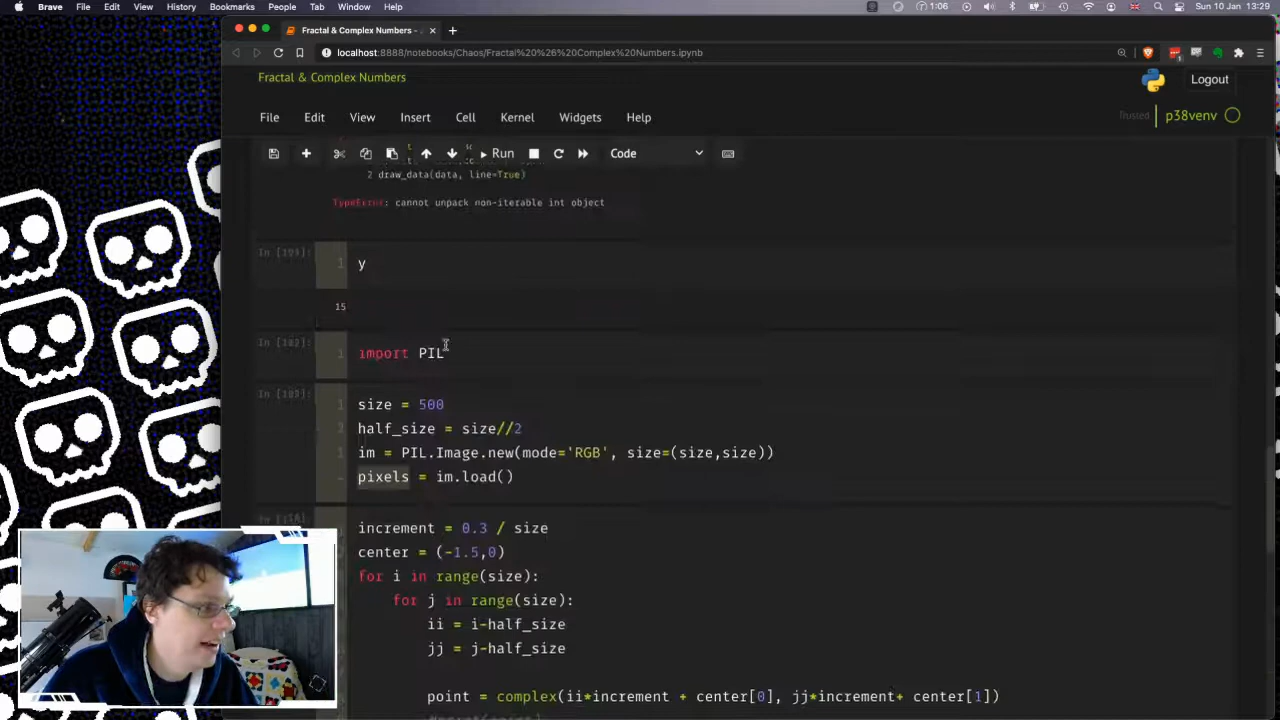 Brave File Edit View History Bookmarks People Tab Window Help 1:06 Sun 10 Jan 13:29
Fractal & Complex Numbers -
localhost:8888/notebooks/Chaos/Fractal%20%26%20Complex%20Numbers.ipynb
Fractal & Complex Numbers
Logout
File Edit View Insert Cell Kernel Widgets Help
Trusted p38venv
Run Code
2 draw_data(data, line=True)
TypeError: cannot unpack non-iterable int object
1 y
15
1 import PIL
1 size = 500
2 half_size = size//2
im = PIL.Image.new(mode='RGB', size=(size,size))
pixels = im.load()
increment = 0.3 / size
center = (-1.5,0)
for i in range(size):
for j in range(size):
ii = i-half_size
jj = j-half_size
point = complex(ii*increment + center[0], jj*increment+ center[1])